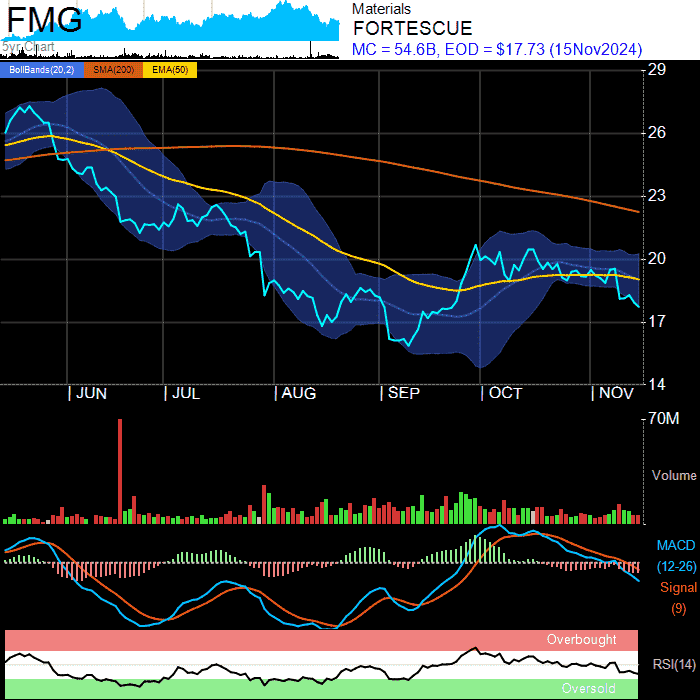 FMG
Materials
FORTESCUE
5yr Chart
MC = 54.6B, EOD = $17.73 (15Nov2024)
BollBands(20,2) SMA(200) EMA(50)
29
26
23
20
17
14
JUN JUL AUG SEP OCT NOV
70M
Volume
MACD
(12-26)
Signal
(9)
Overbought
RSI(14)
Oversold